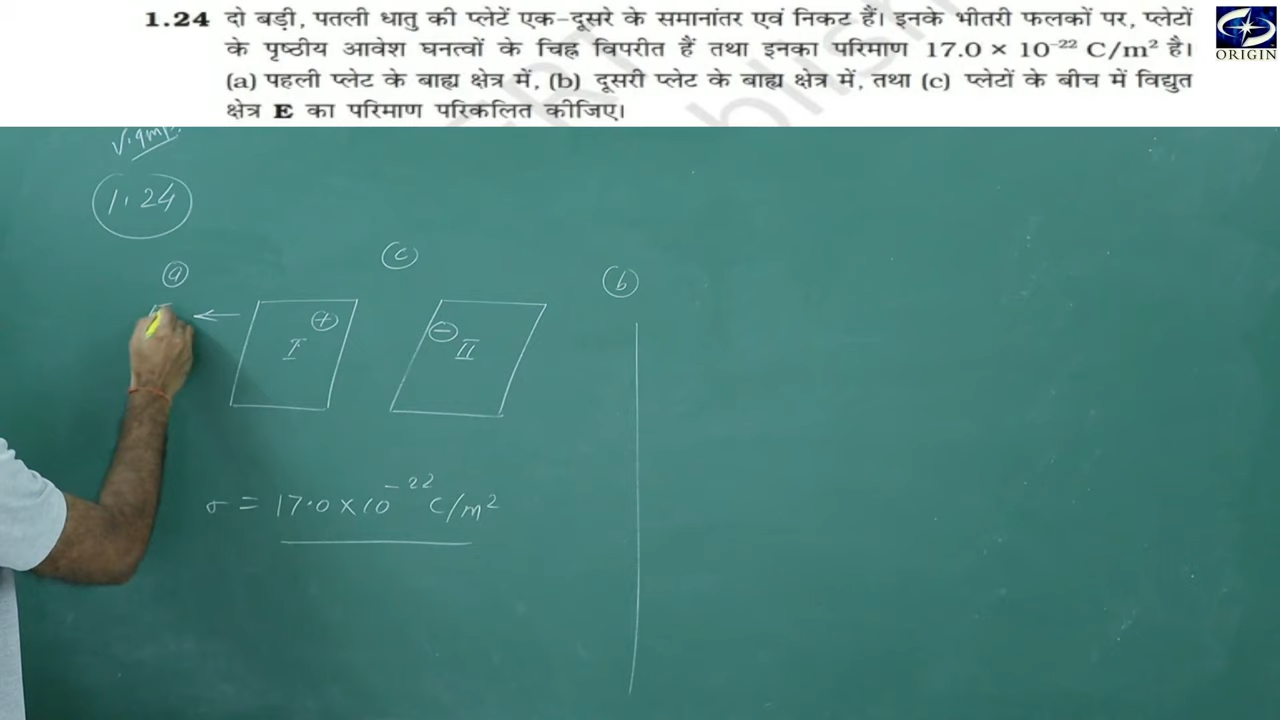 1.24 दो बड़ी, पतली धातु की प्लेटें एक-दूसरे के समानांतर एवं निकट हैं। इनके भीतरी फलकों पर, प्लेटों
के पृष्ठीय आवेश घनत्वों के चिह्न विपरीत हैं तथा इनका परिमाण 17.0 × 10⁻²² C/m² है।
(a) पहली प्लेट के बाह्य क्षेत्र में, (b) दूसरी प्लेट के बाह्य क्षेत्र में, तथा (c) प्लेटों के बीच में विद्युत
क्षेत्र E का परिमाण परिकलित कीजिए।
ORIGIN
1.24
a
c
b
+
I
−
II
σ = 17.0 × 10⁻²² C/m²